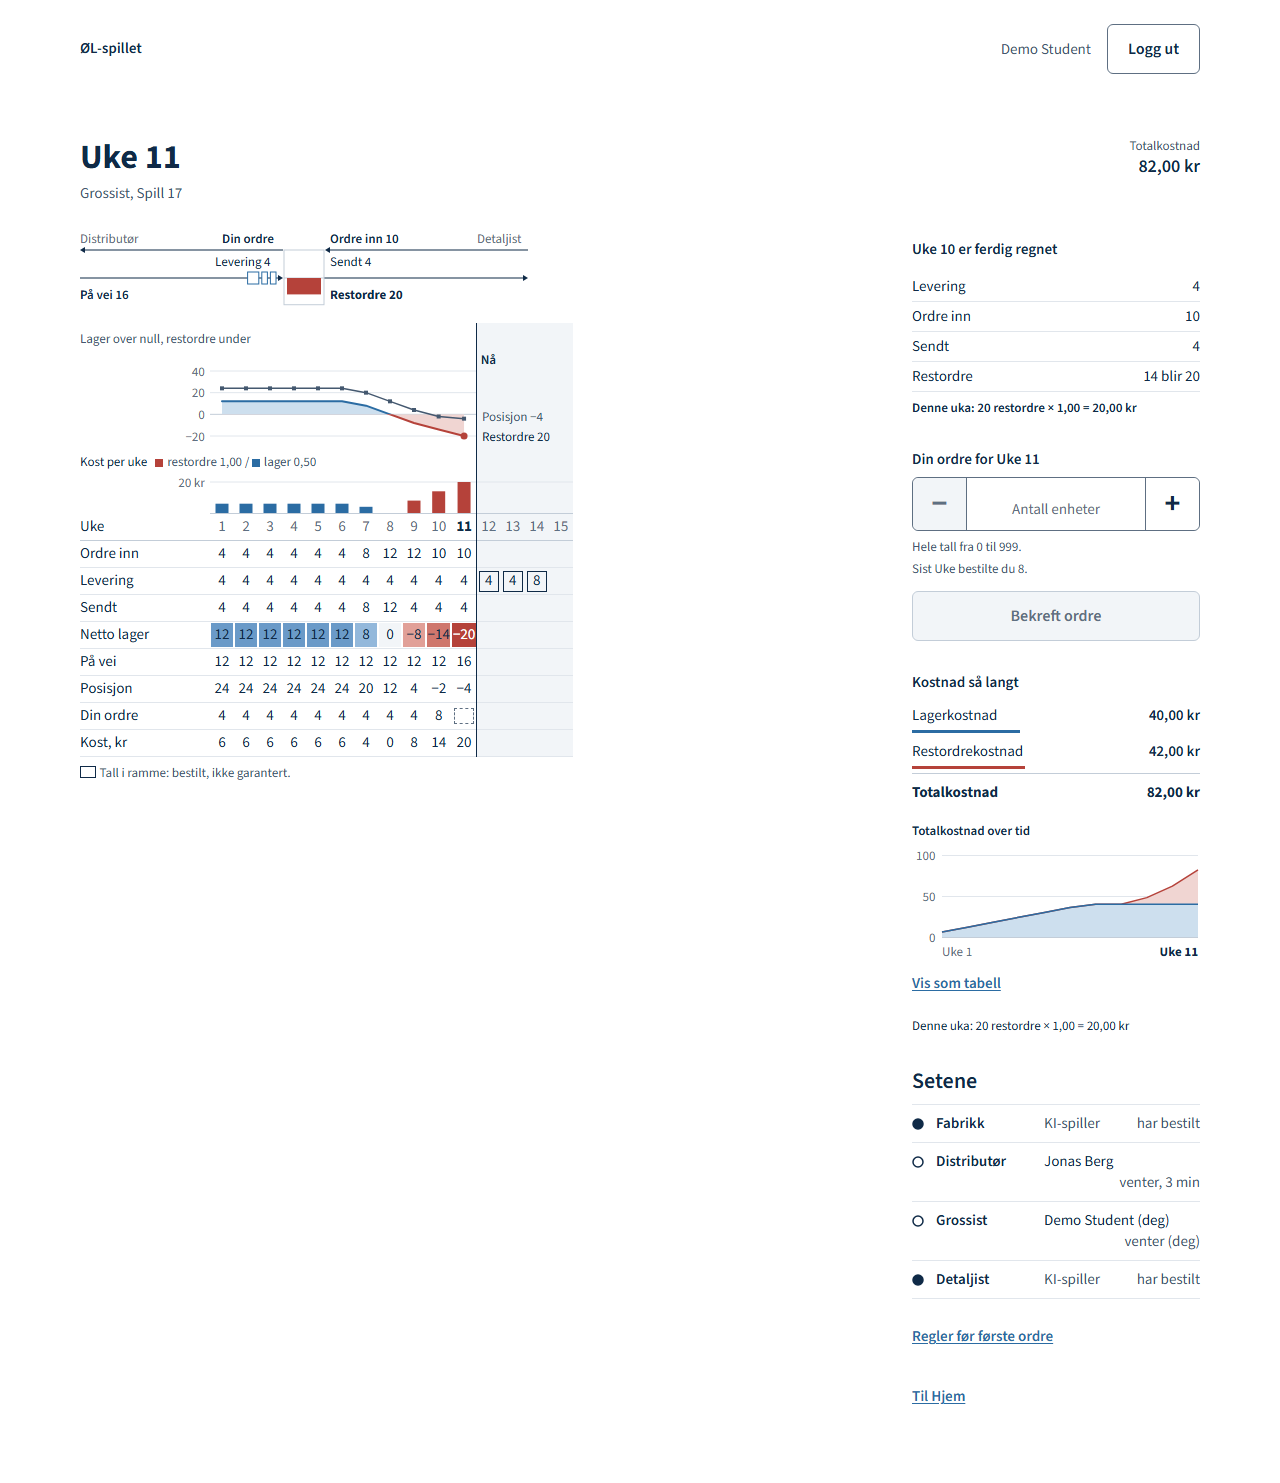 ØL-spillet
Demo Student
Logg ut
Uke 11
Grossist, Spill 17
Totalkostnad
82,00 kr
Distributør
Din ordre
Ordre inn 10
Detaljist
Levering 4
Sendt 4
På vei 16
Restordre 20
Lager over null, restordre under
Nå
40
20
0
−20
Posisjon −4
Restordre 20
Kost per uke restordre 1,00 / lager 0,50
20 kr
Uke 1 2 3 4 5 6 7 8 9 10 11 12 13 14 15
Ordre inn 4 4 4 4 4 4 8 12 12 10 10
Levering 4 4 4 4 4 4 4 4 4 4 4 4 4 8
Sendt 4 4 4 4 4 4 8 12 4 4 4
Netto lager 12 12 12 12 12 12 8 0 −8 −14 −20
På vei 12 12 12 12 12 12 12 12 12 12 16
Posisjon 24 24 24 24 24 24 20 12 4 −2 −4
Din ordre 4 4 4 4 4 4 4 4 4 8
Kost, kr 6 6 6 6 6 6 4 0 8 14 20
Tall i ramme: bestilt, ikke garantert.
Uke 10 er ferdig regnet
Levering 4
Ordre inn 10
Sendt 4
Restordre 14 blir 20
Denne uka: 20 restordre × 1,00 = 20,00 kr
Din ordre for Uke 11
− Antall enheter +
Hele tall fra 0 til 999.
Sist Uke bestilte du 8.
Bekreft ordre
Kostnad så langt
Lagerkostnad 40,00 kr
Restordrekostnad 42,00 kr
Totalkostnad 82,00 kr
Totalkostnad over tid
100
50
0
Uke 1 Uke 11
Vis som tabell
Denne uka: 20 restordre × 1,00 = 20,00 kr
Setene
Fabrikk KI-spiller har bestilt
Distributør Jonas Berg
venter, 3 min
Grossist Demo Student (deg)
venter (deg)
Detaljist KI-spiller har bestilt
Regler før første ordre
Til Hjem